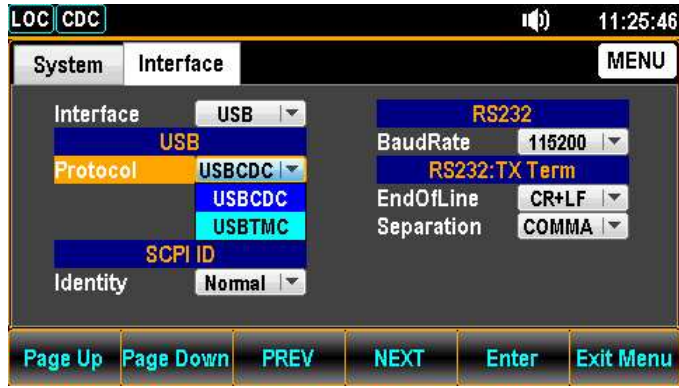 LOC CDC 11:25:46
System Interface MENU
Interface USB
USB
Protocol USBCDC
USBCDC
USBTMC
SCPI ID
Identity Normal
RS232
BaudRate 115200
RS232:TX Term
EndOfLine CR+LF
Separation COMMA
Page Up Page Down PREV NEXT Enter Exit Menu